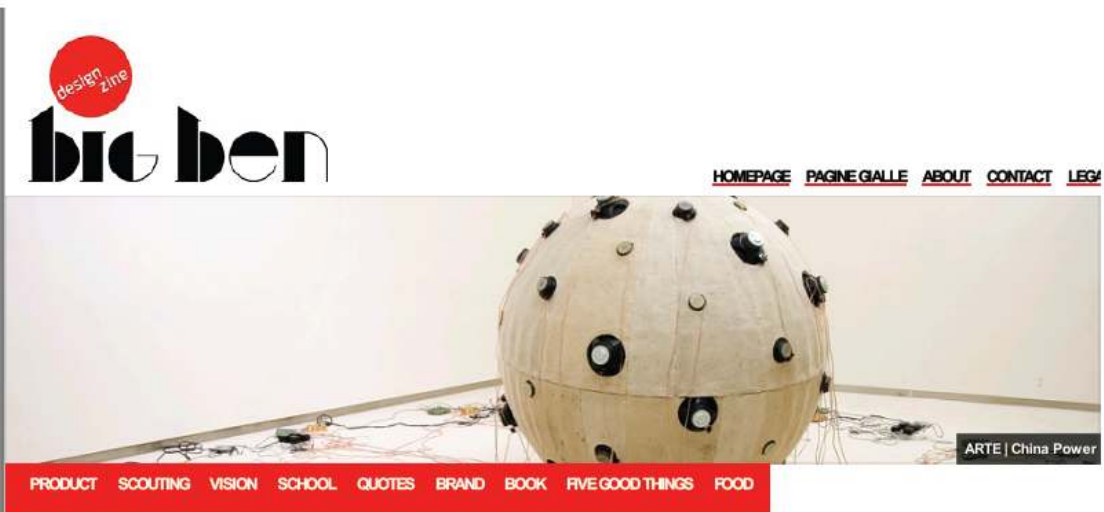 design
zine
big ben
HOMEPAGE PAGINE GIALLE ABOUT CONTACT LEGA
ARTE | China Power
PRODUCT SCOUTING VISION SCHOOL QUOTES BRAND BOOK FIVE GOOD THINGS FOOD